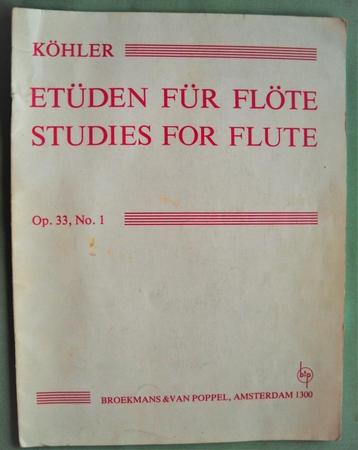 KÖHLER
ETÜDEN FÜR FLÖTE
STUDIES FOR FLUTE
Op. 33, No. 1
bvp
BROEKMANS & VAN POPPEL, AMSTERDAM 1300